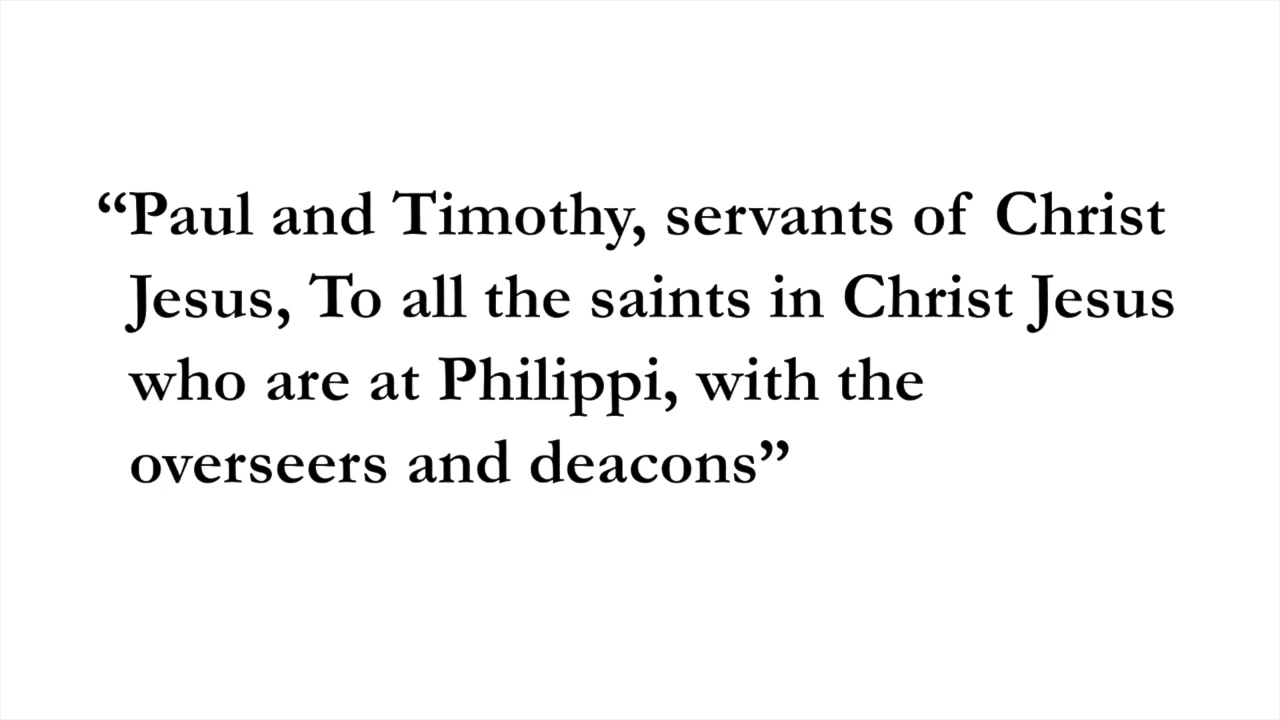 “Paul and Timothy, servants of Christ
Jesus, To all the saints in Christ Jesus
who are at Philippi, with the
overseers and deacons”